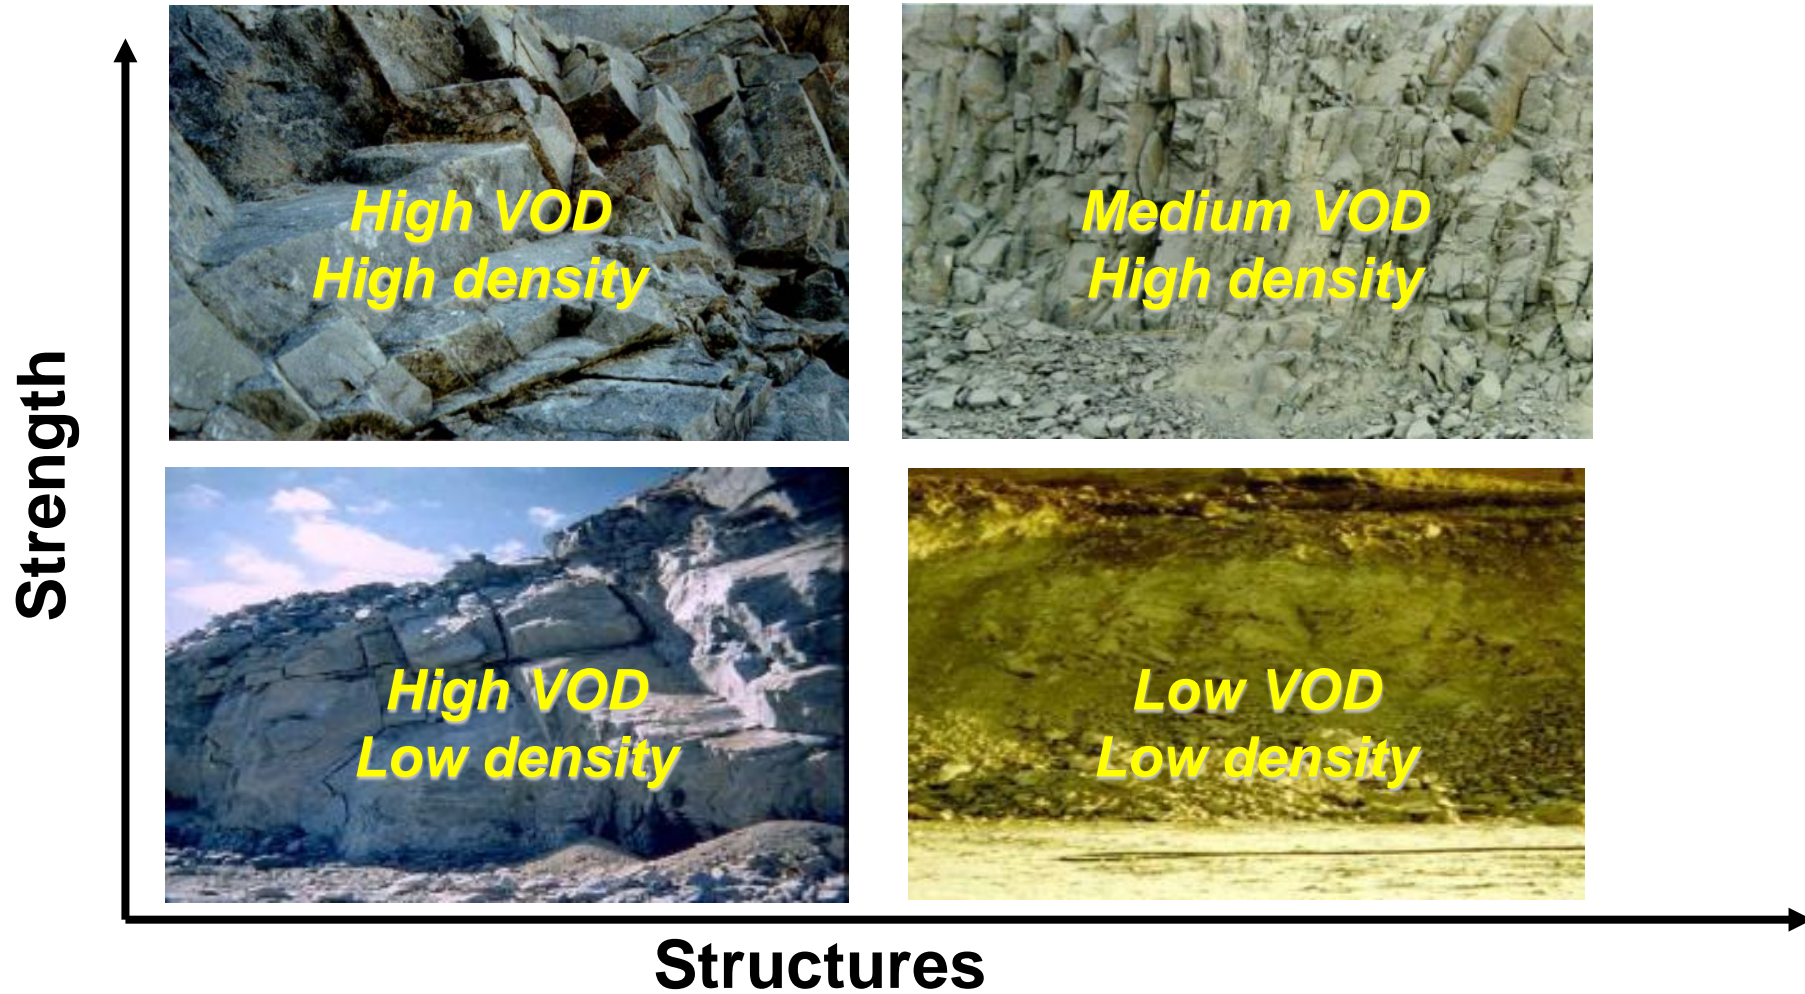 High VOD
High density
Medium VOD
High density
Strength
High VOD
Low density
Low VOD
Low density
Structures